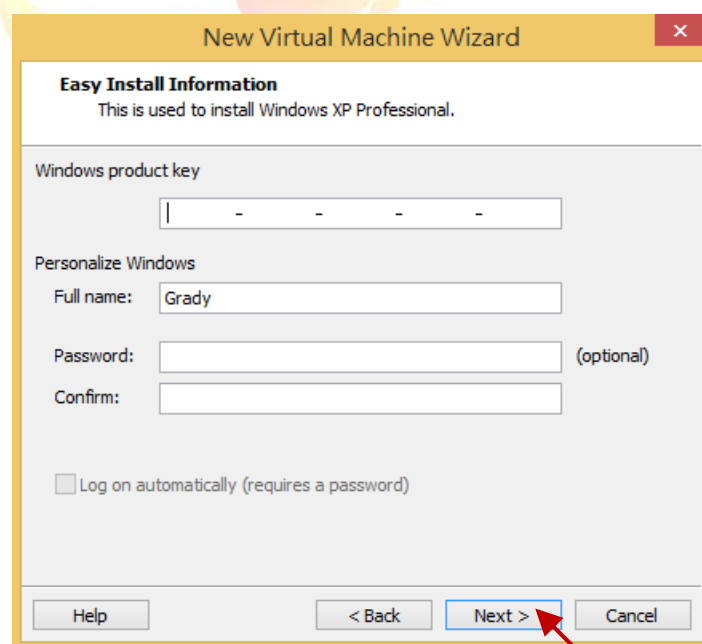 New Virtual Machine Wizard
Easy Install Information
This is used to install Windows XP Professional.
Windows product key
- - - -
Personalize Windows
Full name: Grady
Password: (optional)
Confirm:
Log on automatically (requires a password)
Help < Back Next > Cancel